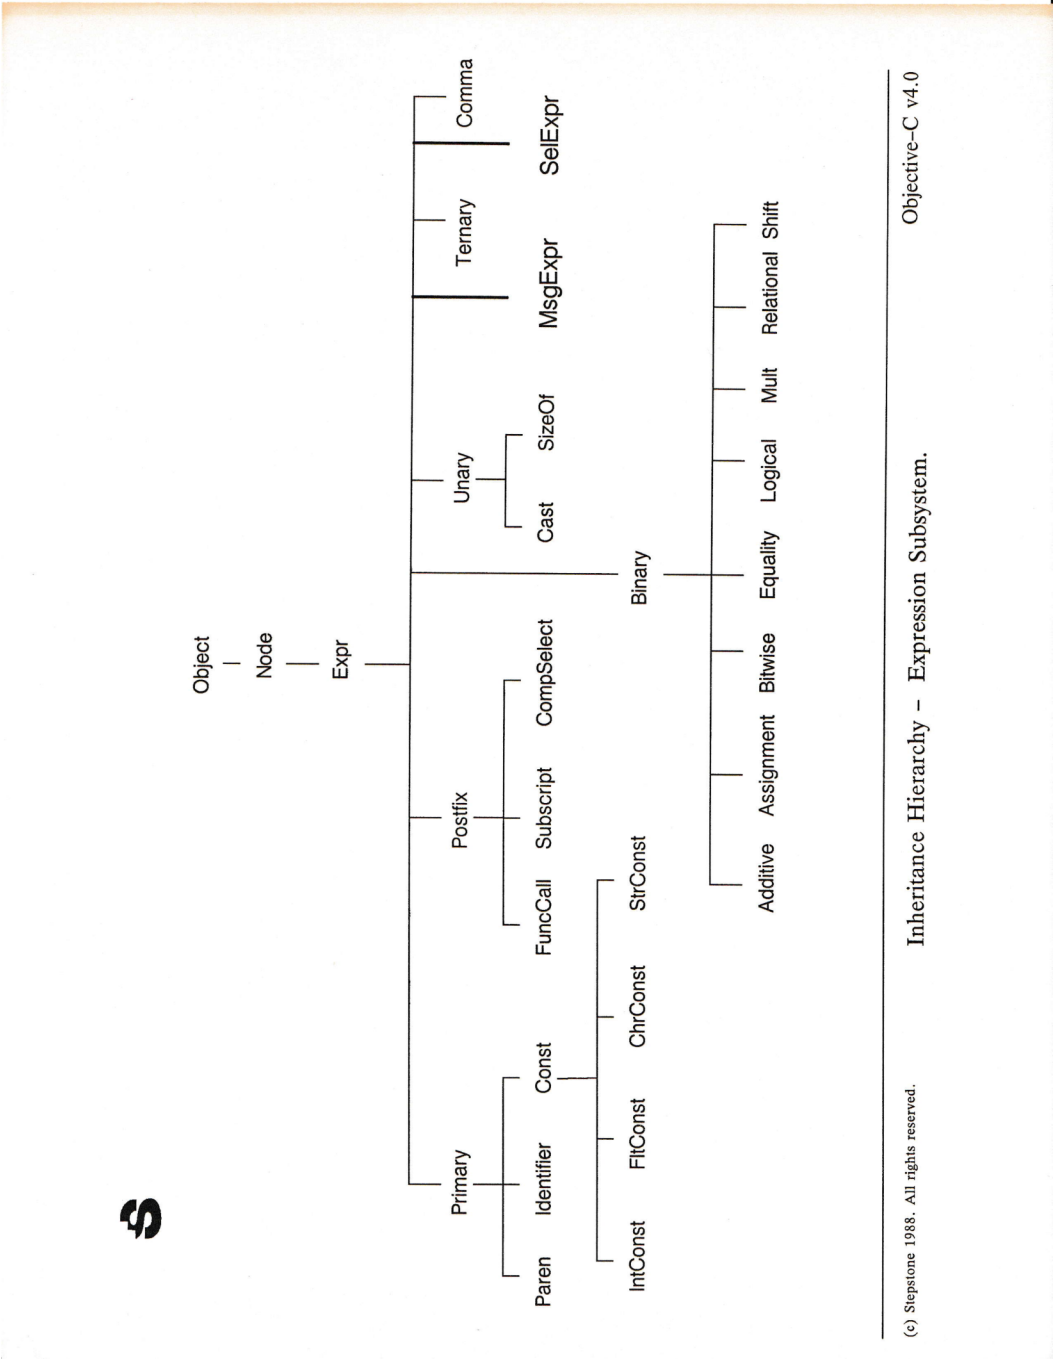 S
Object
Node
Expr
Primary Postfix Unary Ternary Comma
Paren Identifier Const FuncCall Subscript CompSelect Cast SizeOf MsgExpr SelExpr
IntConst FltConst ChrConst StrConst Binary
Additive Assignment Bitwise Equality Logical Mult Relational Shift
(c) Stepstone 1988. All rights reserved. Inheritance Hierarchy – Expression Subsystem. Objective–C v4.0